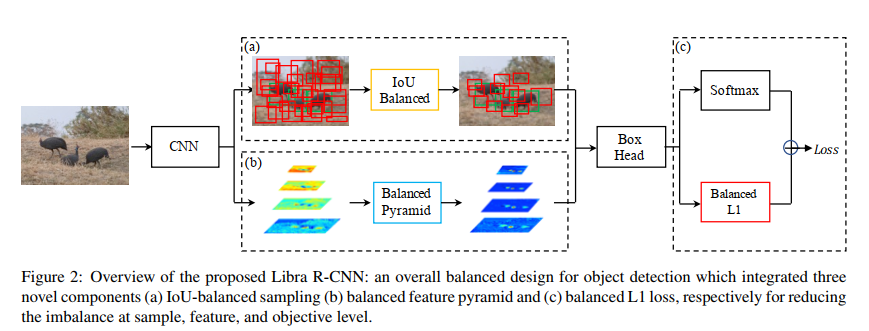 (a)
IoU
Balanced
CNN
(b)
Balanced
Pyramid
Box
Head
(c)
Softmax
Balanced
L1
Loss
Figure 2: Overview of the proposed Libra R-CNN: an overall balanced design for object detection which integrated three
novel components (a) IoU-balanced sampling (b) balanced feature pyramid and (c) balanced L1 loss, respectively for reducing
the imbalance at sample, feature, and objective level.